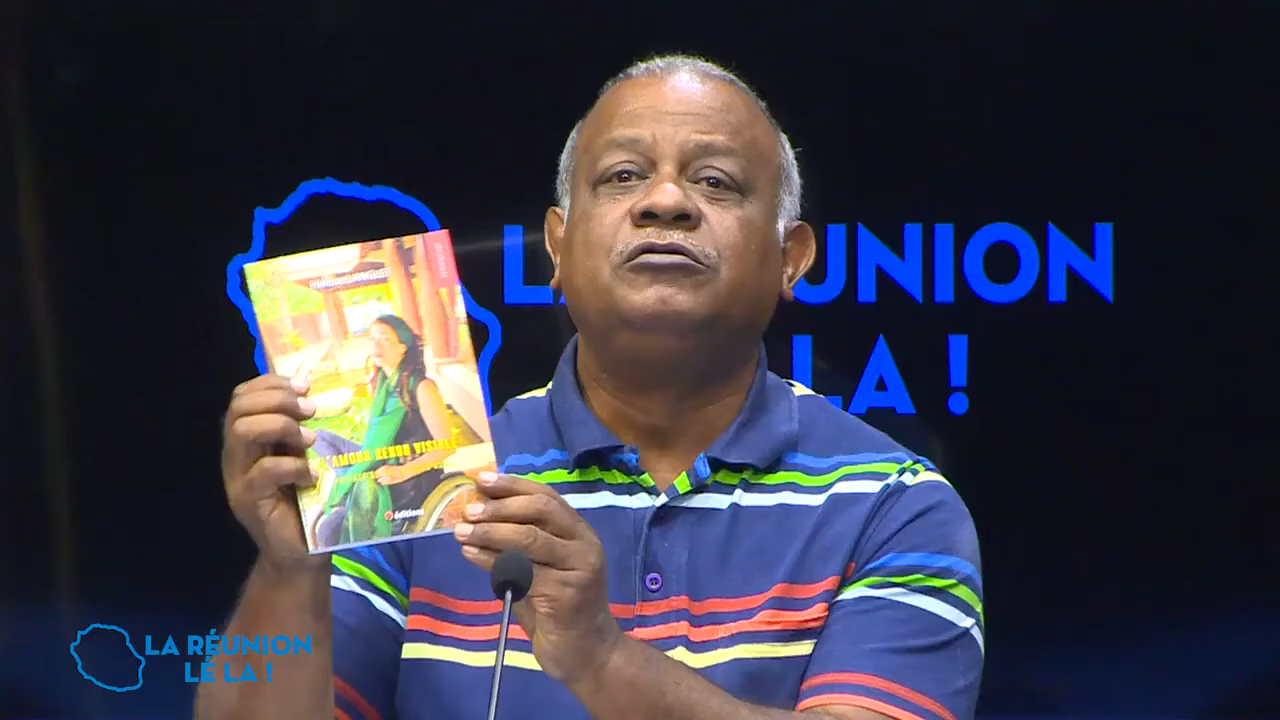 LA RÉUNION
LA !
L'AMOUR RENDU VISIBLE
éditions
LA RÉUNION
LÉ LA !